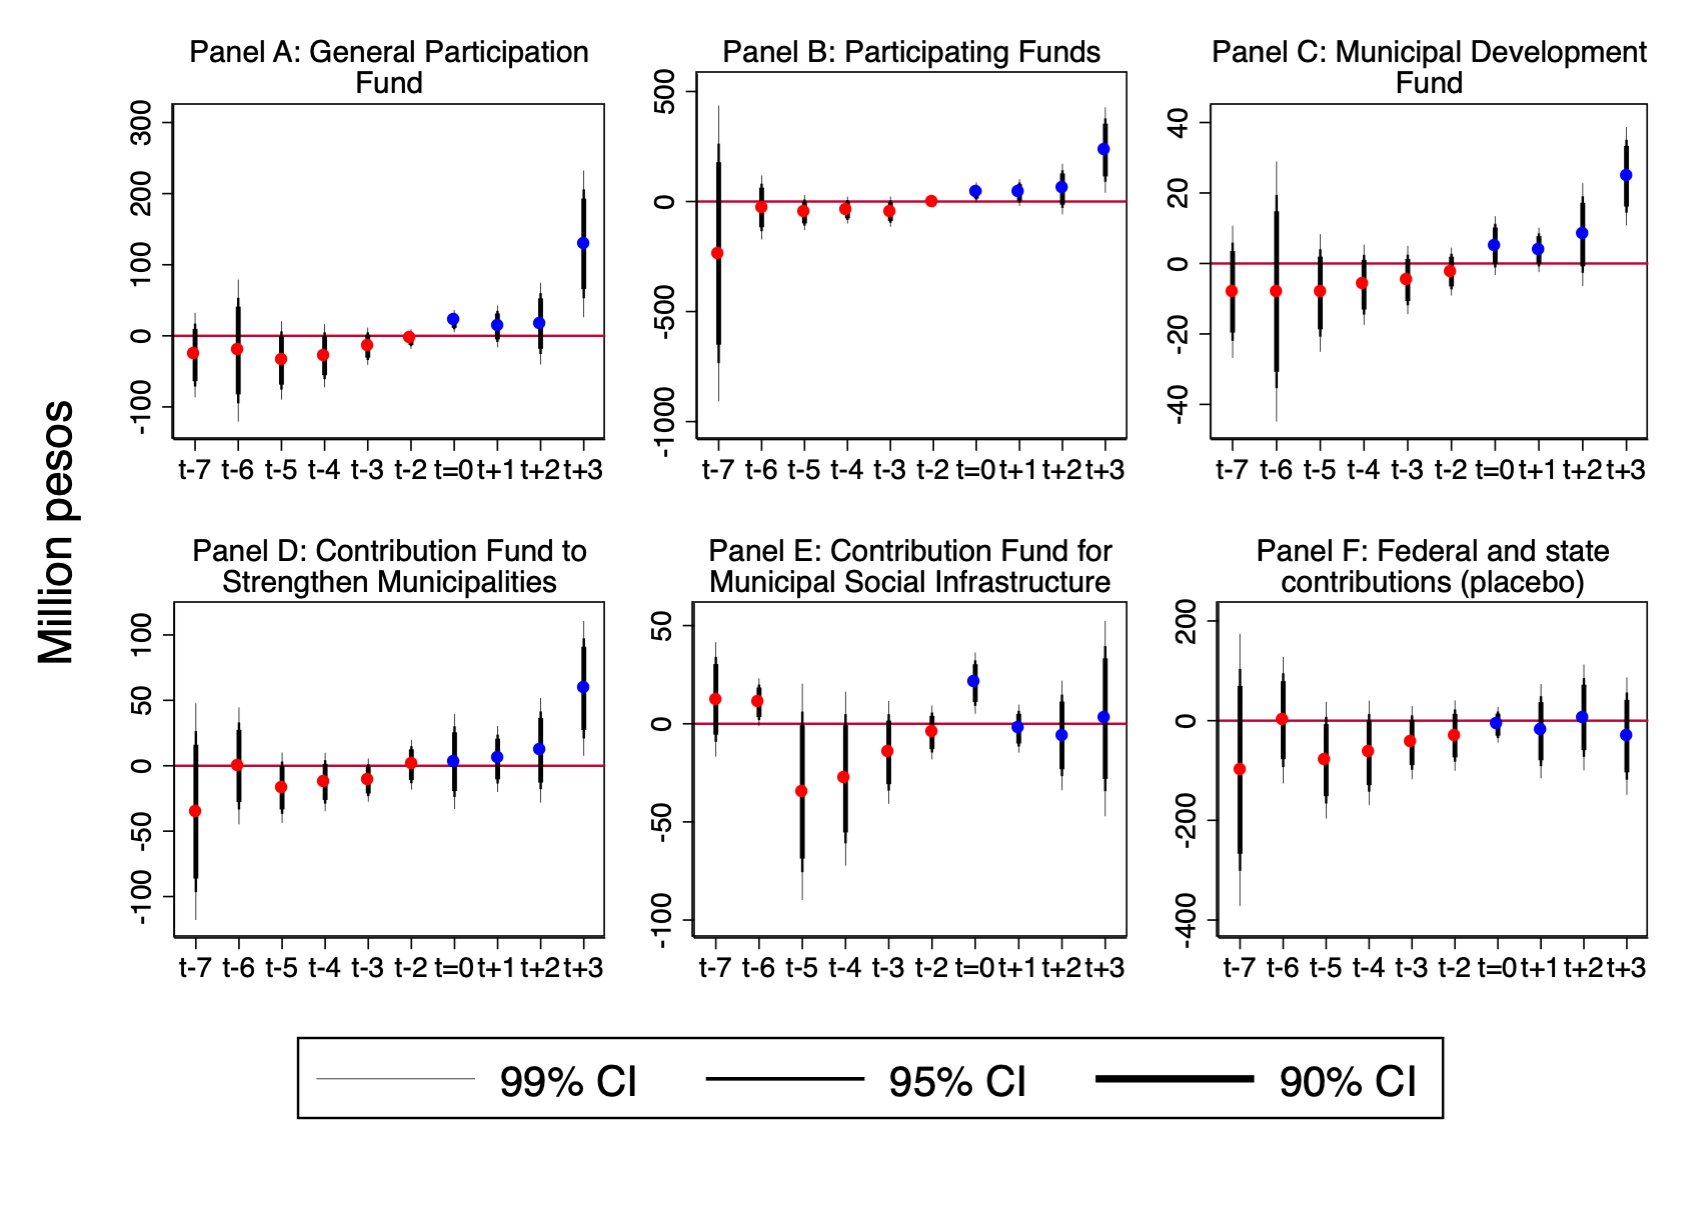 Million pesos
Panel A: General Participation
Fund
300
200
100
0
-100
t-7 t-6 t-5 t-4 t-3 t-2 t=0 t+1 t+2 t+3
Panel B: Participating Funds
500
0
-500
-1000
t-7 t-6 t-5 t-4 t-3 t-2 t=0 t+1 t+2 t+3
Panel C: Municipal Development
Fund
40
20
0
-20
-40
t-7 t-6 t-5 t-4 t-3 t-2 t=0 t+1 t+2 t+3
Panel D: Contribution Fund to
Strengthen Municipalities
100
50
0
-50
-100
t-7 t-6 t-5 t-4 t-3 t-2 t=0 t+1 t+2 t+3
Panel E: Contribution Fund for
Municipal Social Infrastructure
50
0
-50
-100
t-7 t-6 t-5 t-4 t-3 t-2 t=0 t+1 t+2 t+3
Panel F: Federal and state
contributions (placebo)
200
0
-200
-400
t-7 t-6 t-5 t-4 t-3 t-2 t=0 t+1 t+2 t+3
99% CI 95% CI 90% CI